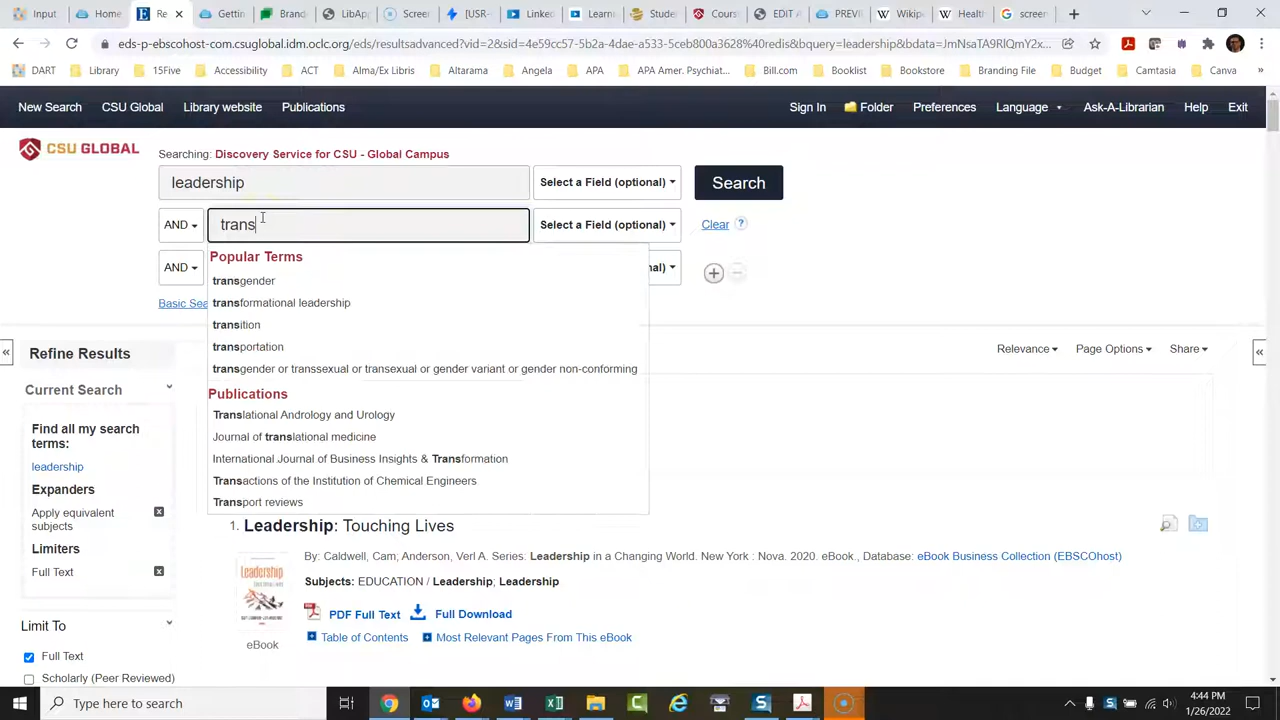 Input
Home
Re
Gettin
Brand
LibAp
Scree
[USR-
Linked
Learn
Stude
Cours
EDIT A
PREVI
Wikip
Health
screen
eds-p-ebscohost-com.csuglobal.idm.oclc.org/eds/resultsadvanced?vid=2&sid=4f79cc57-5b2a-4dae-a533-5ceb800a3628%40redis&bquery=leadership&bdata=JmNsaTA9RlQmY2x...
DART
Library
15Five
Accessibility
ACT
Alma/Ex Libris
Altarama
Angela
APA
APA Amer. Psychiat...
Bill.com
Booklist
Bookstore
Branding File
Budget
Camtasia
Canva
»
New Search
CSU Global
Library website
Publications
Sign In
Folder
Preferences
Language
Ask-A-Librarian
Help
Exit
CSU GLOBAL
Searching: Discovery Service for CSU - Global Campus
leadership
Select a Field (optional)
Search
AND
trans
Select a Field (optional)
Clear
?
AND
nal)
Basic Sea
Popular Terms
transgender
transformational leadership
transition
transportation
transgender or transsexual or transexual or gender variant or gender non-conforming
Publications
Translational Andrology and Urology
Journal of translational medicine
International Journal of Business Insights & Transformation
Transactions of the Institution of Chemical Engineers
Transport reviews
«
Refine Results
Relevance
Page Options
Share
«
Current Search
Find all my search
terms:
leadership
Expanders
Apply equivalent
subjects
Limiters
Full Text
Limit To
Full Text
Scholarly (Peer Reviewed)
1. Leadership: Touching Lives
By: Caldwell, Cam; Anderson, Verl A. Series: Leadership in a Changing World. New York : Nova. 2020. eBook., Database: eBook Business Collection (EBSCOhost)
Subjects: EDUCATION / Leadership; Leadership
PDF Full Text
Full Download
Table of Contents
Most Relevant Pages From This eBook
Leadership
eBook
Type here to search
4:44 PM
1/26/2022